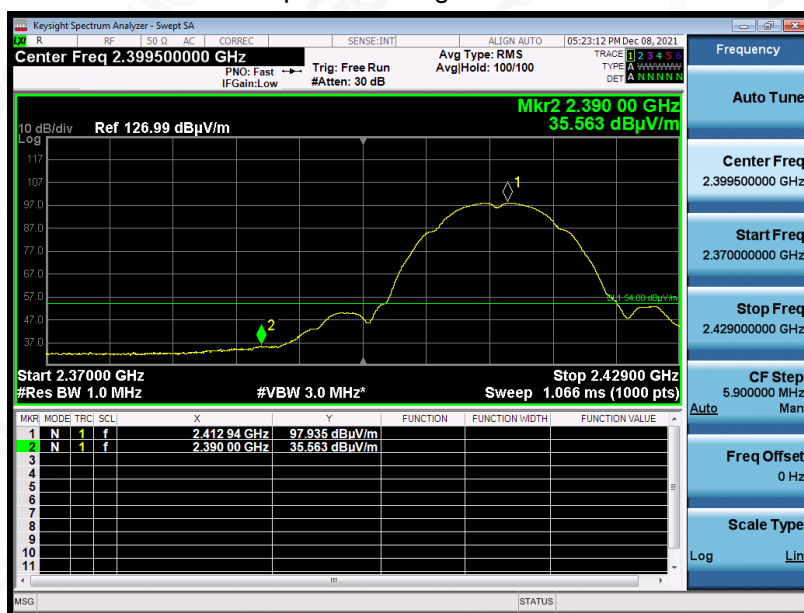 Keysight Spectrum Analyzer - Swept SA
LXI R RF 50 Ω AC CORREC SENSE:INT ALIGN AUTO 05:23:12 PM Dec 08, 2021
Center Freq 2.399500000 GHz
PNO: Fast
IFGain:Low
Trig: Free Run
#Atten: 30 dB
Avg Type: RMS
Avg|Hold: 100/100
TRACE 1 2 3 4 5 6
TYPE A WWWWW
DET A N N N N N
Mkr2 2.390 00 GHz
35.563 dBµV/m
10 dB/div Ref 126.99 dBµV/m
Log
117
107
97.0
87.0
77.0
67.0
57.0
47.0
37.0
1
2
DL1 54.00 dBµV/m
Start 2.37000 GHz Stop 2.42900 GHz
#Res BW 1.0 MHz #VBW 3.0 MHz* Sweep 1.066 ms (1000 pts)
MKR MODE TRC SCL X Y FUNCTION FUNCTION WIDTH FUNCTION VALUE
1 N 1 f 2.412 94 GHz 97.935 dBµV/m
2 N 1 f 2.390 00 GHz 35.563 dBµV/m
3
4
5
6
7
8
9
10
11
MSG STATUS
Frequency
Auto Tune
Center Freq
2.399500000 GHz
Start Freq
2.370000000 GHz
Stop Freq
2.429000000 GHz
CF Step
5.900000 MHz
Auto Man
Freq Offset
0 Hz
Scale Type
Log Lin